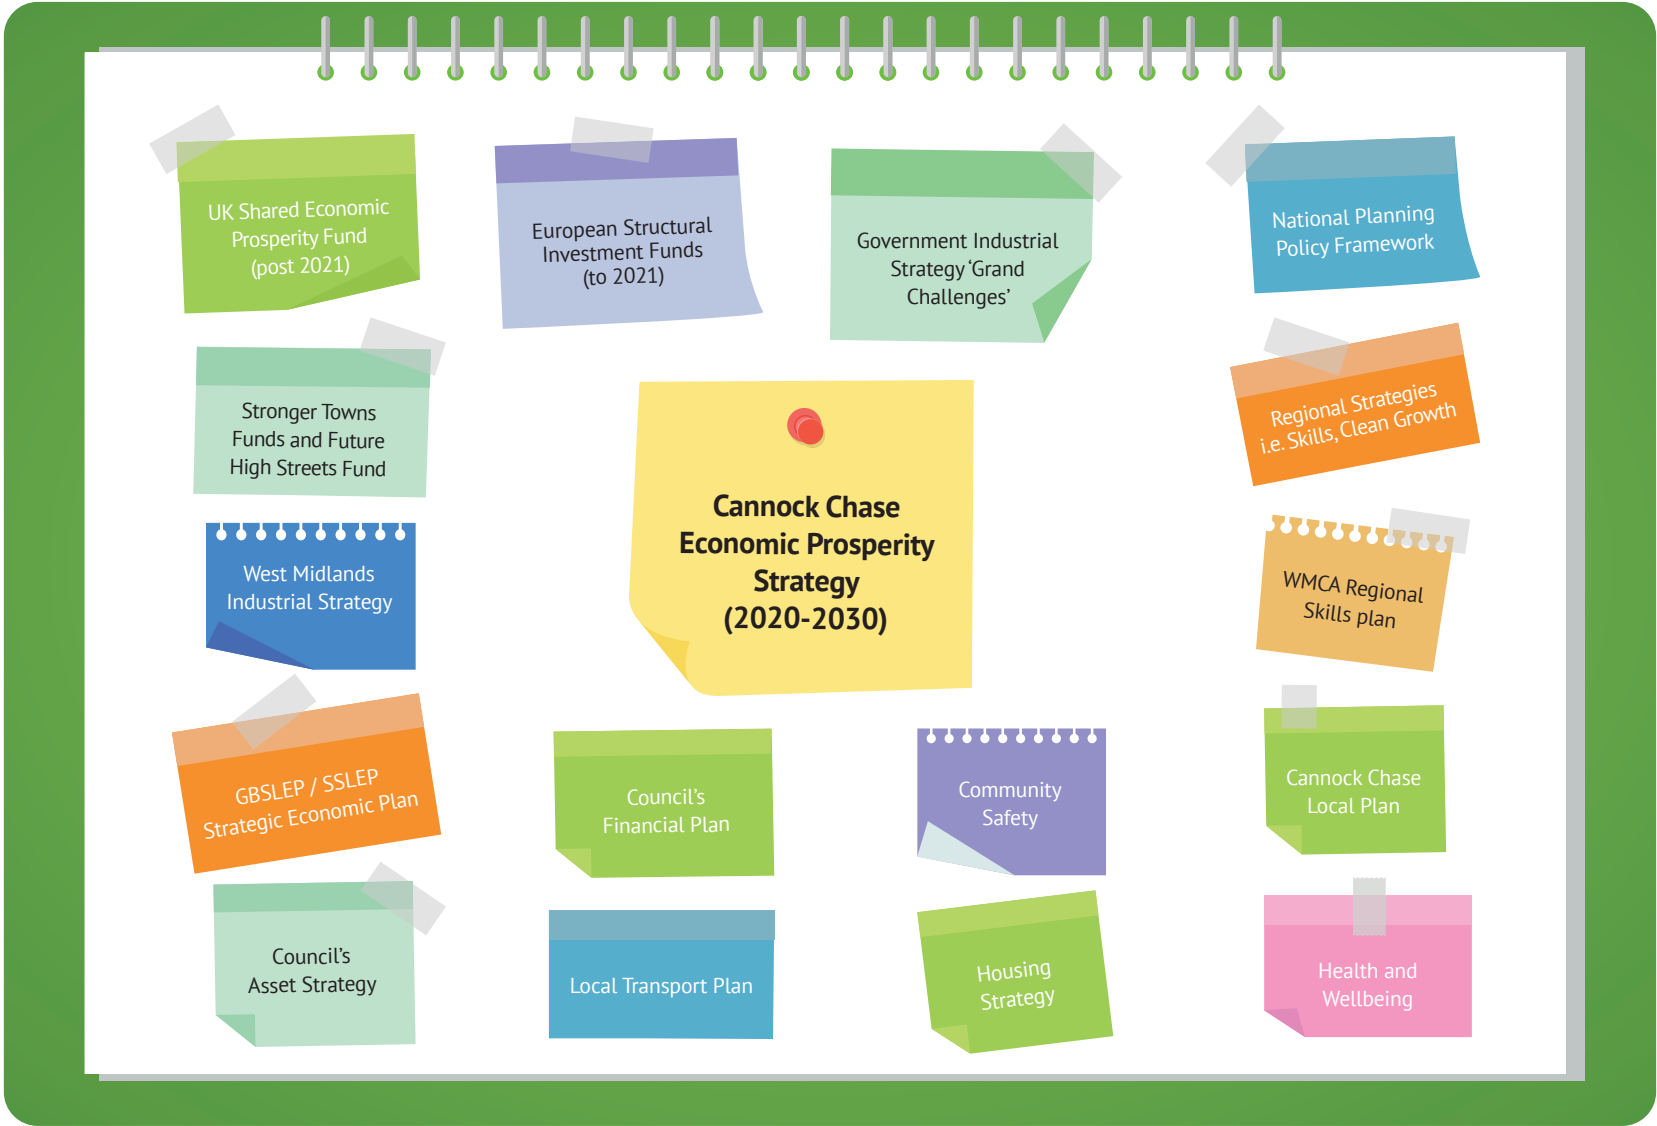 UK Shared Economic
Prosperity Fund
(post 2021)
European Structural
Investment Funds
(to 2021)
Government Industrial
Strategy ‘Grand
Challenges’
National Planning
Policy Framework
Stronger Towns
Funds and Future
High Streets Fund
Regional Strategies
i.e. Skills, Clean Growth
Cannock Chase
Economic Prosperity
Strategy
(2020-2030)
West Midlands
Industrial Strategy
WMCA Regional
Skills plan
GBSLEP / SSLEP
Strategic Economic Plan
Council’s
Financial Plan
Community
Safety
Cannock Chase
Local Plan
Council’s
Asset Strategy
Local Transport Plan
Housing
Strategy
Health and
Wellbeing